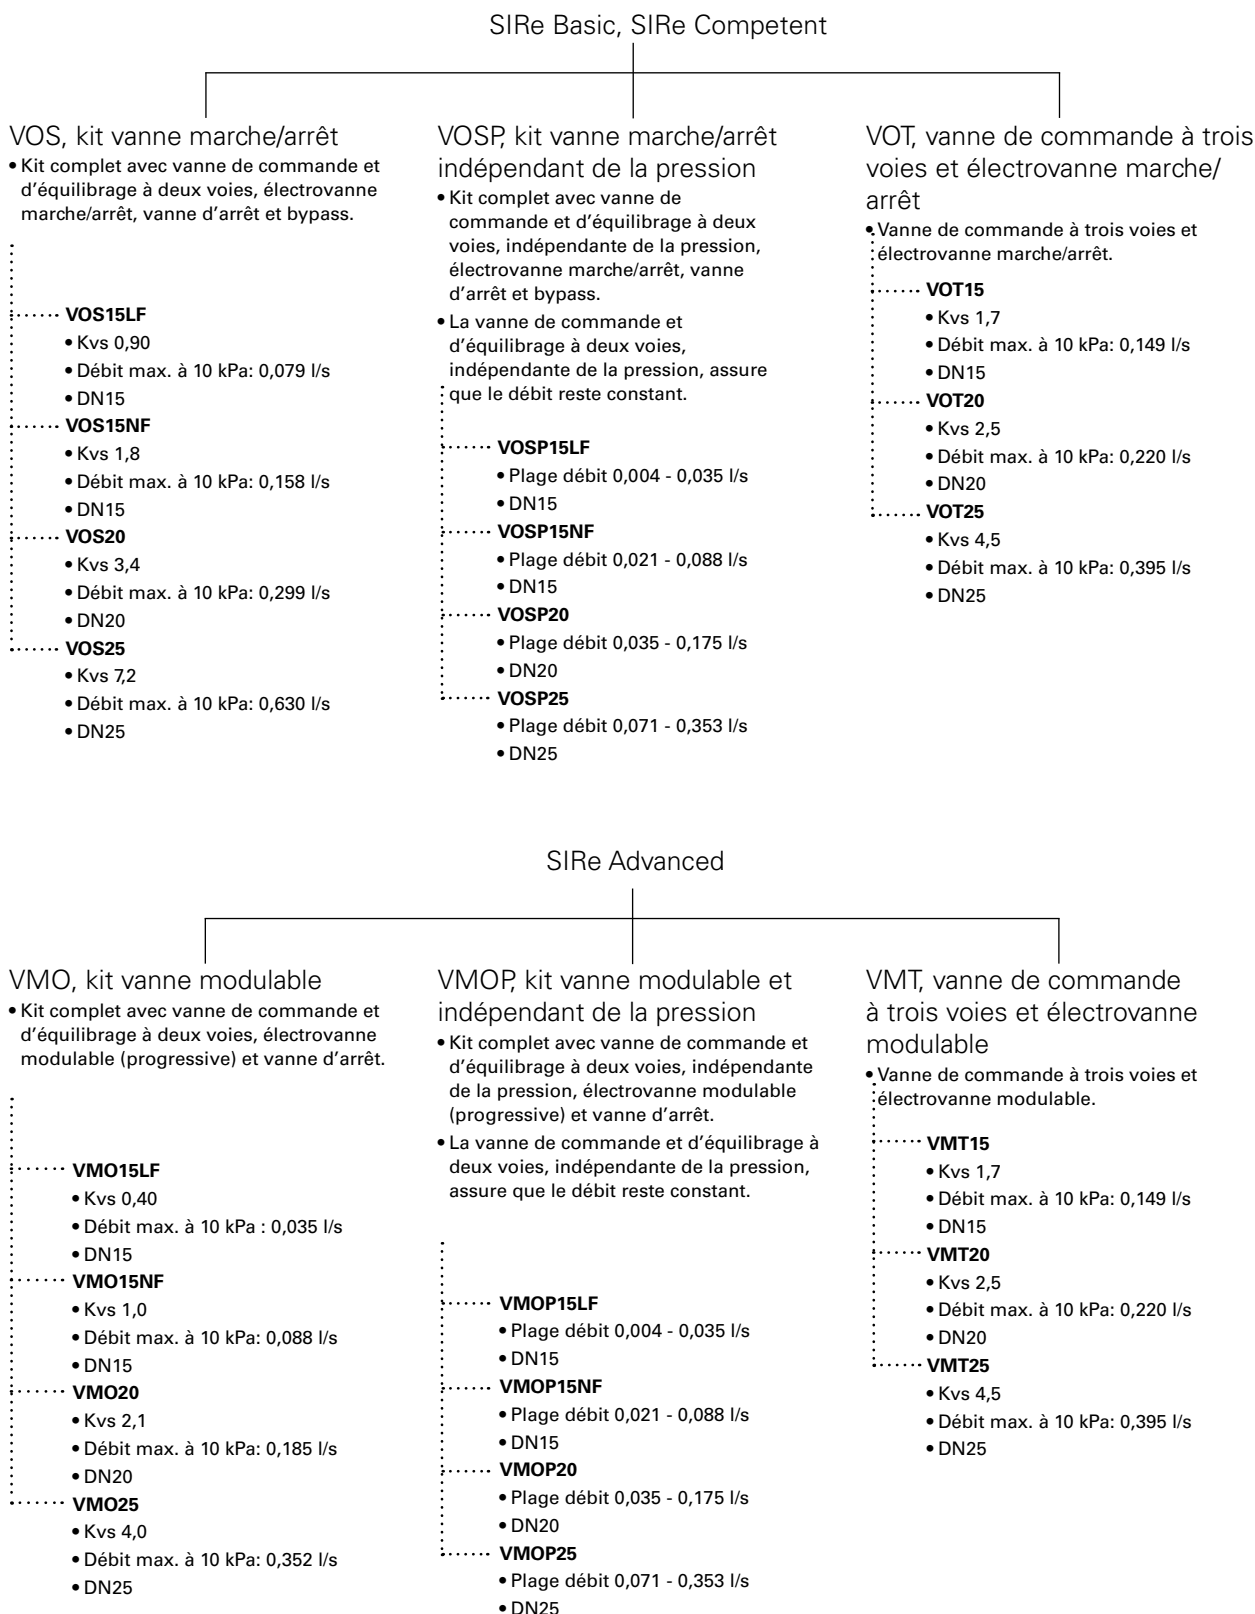 SIRe Basic, SIRe Competent
VOS, kit vanne marche/arrêt
• Kit complet avec vanne de commande et
d'équilibrage à deux voies, électrovanne
marche/arrêt, vanne d'arrêt et bypass.
VOS15LF
• Kvs 0,90
• Débit max. à 10 kPa: 0,079 l/s
• DN15
VOS15NF
• Kvs 1,8
• Débit max. à 10 kPa: 0,158 l/s
• DN15
VOS20
• Kvs 3,4
• Débit max. à 10 kPa: 0,299 l/s
• DN20
VOS25
• Kvs 7,2
• Débit max. à 10 kPa: 0,630 l/s
• DN25
VOSP, kit vanne marche/arrêt
indépendant de la pression
• Kit complet avec vanne de
commande et d'équilibrage à deux
voies, indépendante de la pression,
électrovanne marche/arrêt, vanne
d'arrêt et bypass.
• La vanne de commande et
d'équilibrage à deux voies,
indépendante de la pression, assure
que le débit reste constant.
VOSP15LF
• Plage débit 0,004 - 0,035 l/s
• DN15
VOSP15NF
• Plage débit 0,021 - 0,088 l/s
• DN15
VOSP20
• Plage débit 0,035 - 0,175 l/s
• DN20
VOSP25
• Plage débit 0,071 - 0,353 l/s
• DN25
VOT, vanne de commande à trois
voies et électrovanne marche/
arrêt
• Vanne de commande à trois voies et
électrovanne marche/arrêt.
VOT15
• Kvs 1,7
• Débit max. à 10 kPa: 0,149 l/s
• DN15
VOT20
• Kvs 2,5
• Débit max. à 10 kPa: 0,220 l/s
• DN20
VOT25
• Kvs 4,5
• Débit max. à 10 kPa: 0,395 l/s
• DN25
SIRe Advanced
VMO, kit vanne modulable
• Kit complet avec vanne de commande et
d'équilibrage à deux voies, électrovanne
modulable (progressive) et vanne d'arrêt.
VMO15LF
• Kvs 0,40
• Débit max. à 10 kPa : 0,035 l/s
• DN15
VMO15NF
• Kvs 1,0
• Débit max. à 10 kPa: 0,088 l/s
• DN15
VMO20
• Kvs 2,1
• Débit max. à 10 kPa: 0,185 l/s
• DN20
VMO25
• Kvs 4,0
• Débit max. à 10 kPa: 0,352 l/s
• DN25
VMOP, kit vanne modulable et
indépendant de la pression
• Kit complet avec vanne de commande et
d'équilibrage à deux voies, indépendante
de la pression, électrovanne modulable
(progressive) et vanne d'arrêt.
• La vanne de commande et d'équilibrage à
deux voies, indépendante de la pression,
assure que le débit reste constant.
VMOP15LF
• Plage débit 0,004 - 0,035 l/s
• DN15
VMOP15NF
• Plage débit 0,021 - 0,088 l/s
• DN15
VMOP20
• Plage débit 0,035 - 0,175 l/s
• DN20
VMOP25
• Plage débit 0,071 - 0,353 l/s
• DN25
VMT, vanne de commande
à trois voies et électrovanne
modulable
• Vanne de commande à trois voies et
électrovanne modulable.
VMT15
• Kvs 1,7
• Débit max. à 10 kPa: 0,149 l/s
• DN15
VMT20
• Kvs 2,5
• Débit max. à 10 kPa: 0,220 l/s
• DN20
VMT25
• Kvs 4,5
• Débit max. à 10 kPa: 0,395 l/s
• DN25